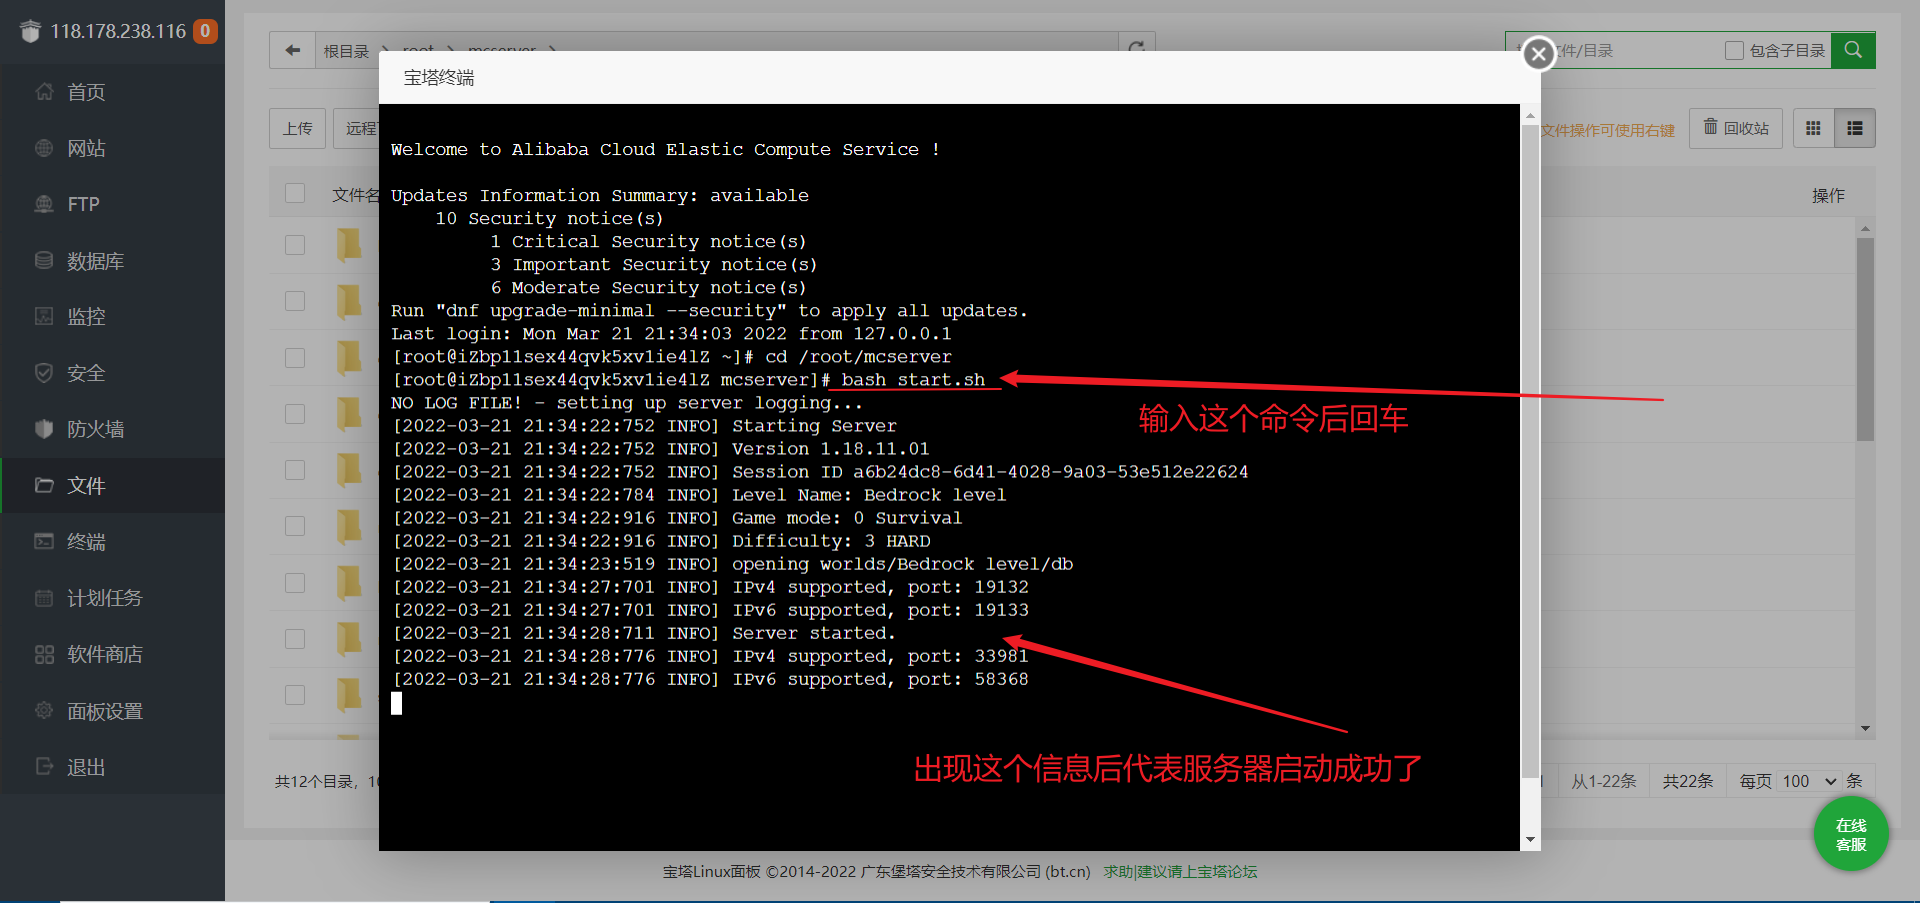 118.178.238.116 0
首页
网站
FTP
数据库
监控
安全
防火墙
文件
终端
计划任务
软件商店
面板设置
退出
根目录
root
mcserver
文件/目录
包含子目录
上传
文件操作可使用右键
回收站
操作
宝塔终端
Welcome to Alibaba Cloud Elastic Compute Service !
Updates Information Summary: available
10 Security notice(s)
1 Critical Security notice(s)
3 Important Security notice(s)
6 Moderate Security notice(s)
Run "dnf upgrade-minimal --security" to apply all updates.
Last login: Mon Mar 21 21:34:03 2022 from 127.0.0.1
[root@iZbp11sex44qvk5xv1ie4lZ ~]# cd /root/mcserver
[root@iZbp11sex44qvk5xv1ie4lZ mcserver]# bash start.sh
NO LOG FILE! - setting up server logging...
[2022-03-21 21:34:22:752 INFO] Starting Server
[2022-03-21 21:34:22:752 INFO] Version 1.18.11.01
[2022-03-21 21:34:22:752 INFO] Session ID a6b24dc8-6d41-4028-9a03-53e512e22624
[2022-03-21 21:34:22:784 INFO] Level Name: Bedrock level
[2022-03-21 21:34:22:916 INFO] Game mode: 0 Survival
[2022-03-21 21:34:22:916 INFO] Difficulty: 3 HARD
[2022-03-21 21:34:23:519 INFO] opening worlds/Bedrock level/db
[2022-03-21 21:34:27:701 INFO] IPv4 supported, port: 19132
[2022-03-21 21:34:27:701 INFO] IPv6 supported, port: 19133
[2022-03-21 21:34:28:711 INFO] Server started.
[2022-03-21 21:34:28:776 INFO] IPv4 supported, port: 33981
[2022-03-21 21:34:28:776 INFO] IPv6 supported, port: 58368
输入这个命令后回车
出现这个信息后代表服务器启动成功了
共12个目录，
从1-22条
共22条
每页 100 条
在线
客服
宝塔Linux面板 ©2014-2022 广东堡塔安全技术有限公司 (bt.cn) 求助|建议请上宝塔论坛